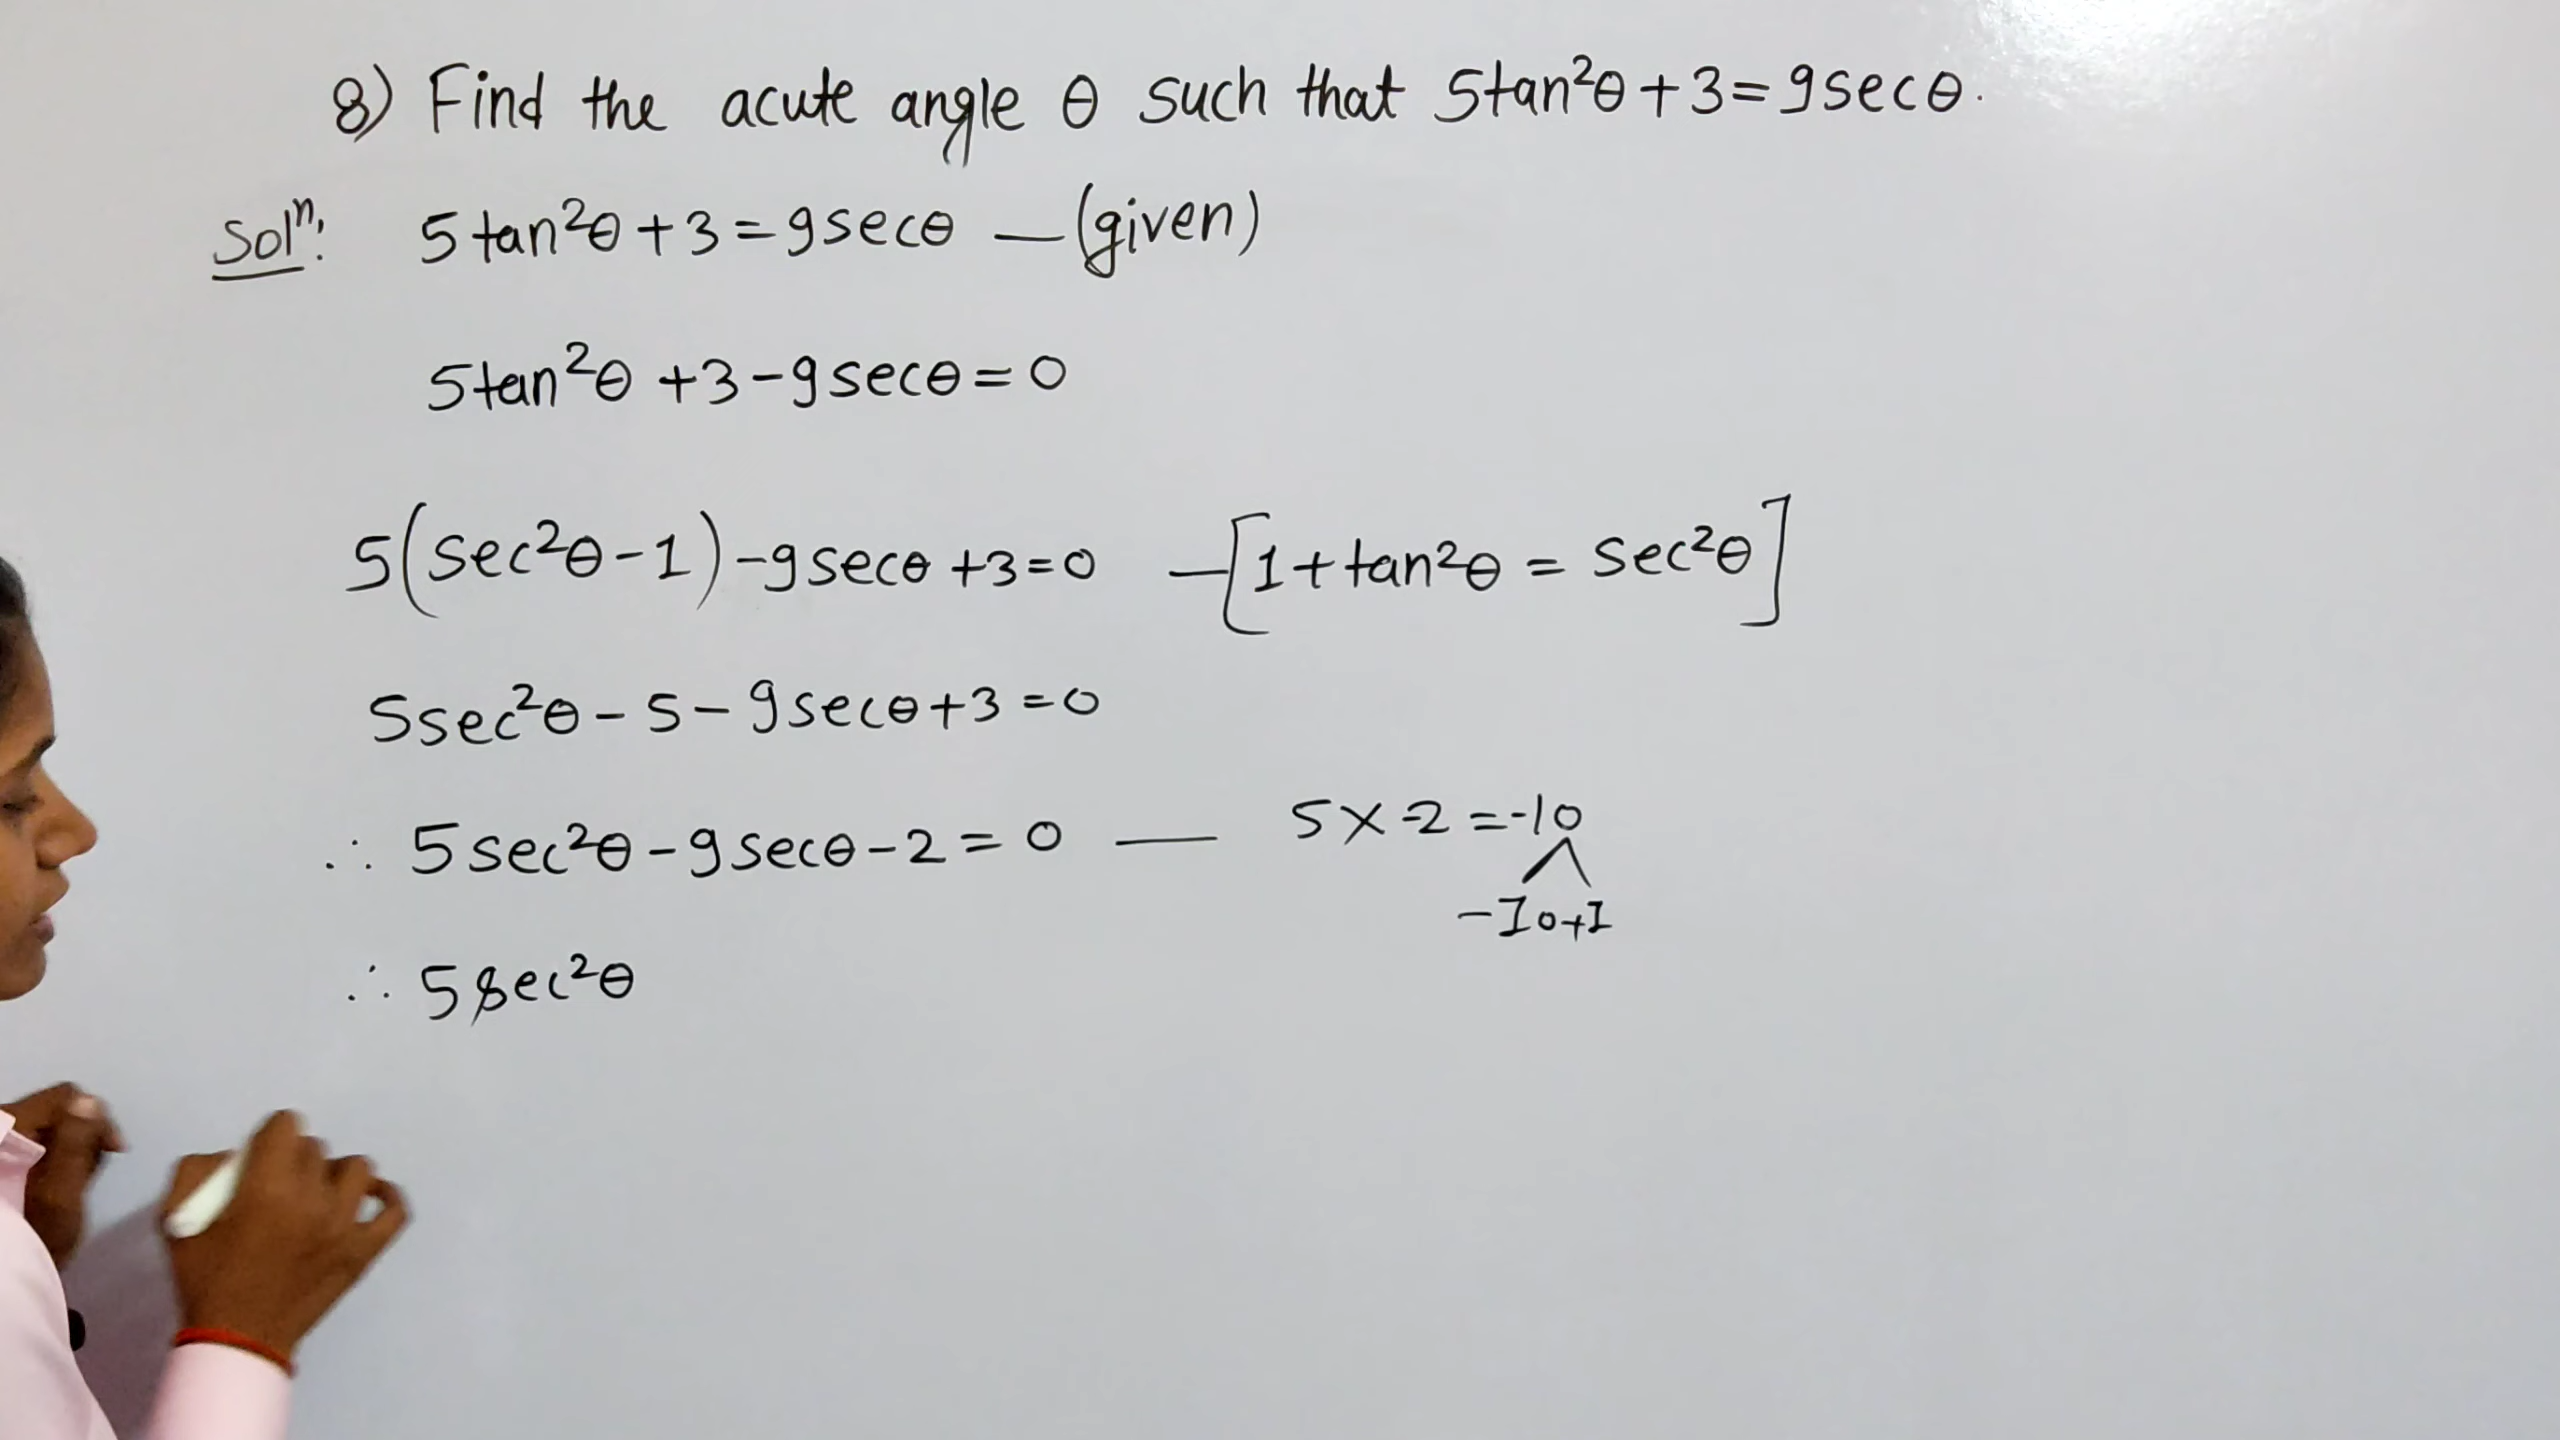 8) Find the acute angle θ such that 5tan²θ+3=9secθ.
Solⁿ: 5tan²θ+3=9secθ —(given)
5tan²θ+3-9secθ=0
5(sec²θ-1)-9secθ+3=0 —[1+tan²θ = sec²θ]
5sec²θ-5-9secθ+3=0
∴ 5sec²θ-9secθ-2=0 — 5×-2=-10
-10+1
∴ 5sec²θ